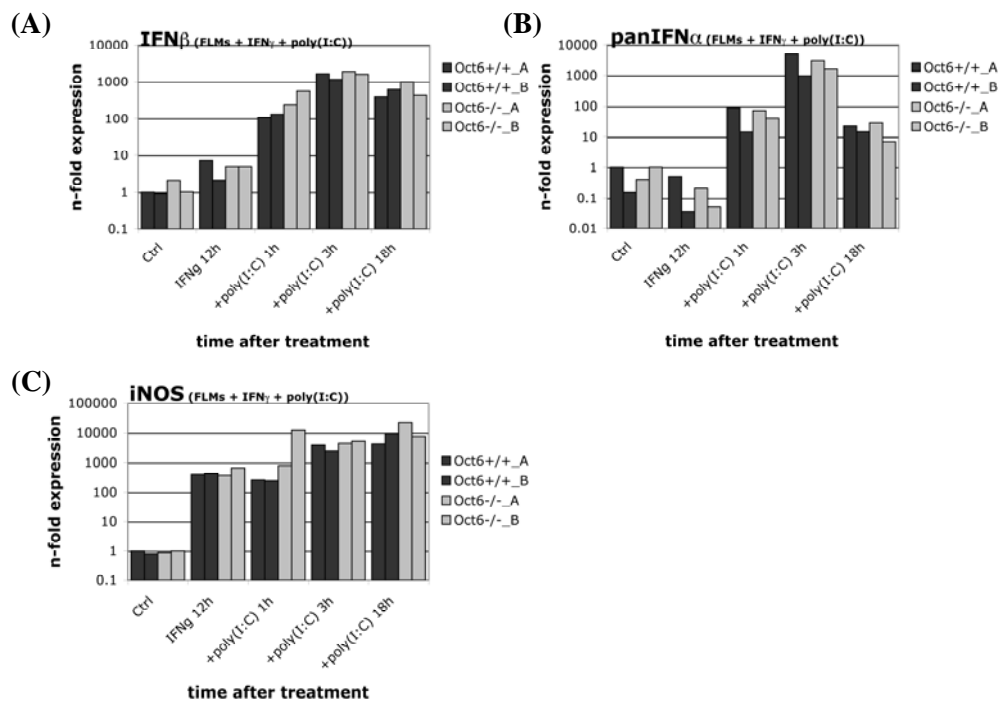 (A)
IFNβ (FLMs + IFNγ + poly(I:C))
10000
1000
100
10
1
0.1
n-fold expression
Ctrl
IFNg 12h
+poly(I:C) 1h
+poly(I:C) 3h
+poly(I:C) 18h
time after treatment
Oct6+/+_A
Oct6+/+_B
Oct6-/-_A
Oct6-/-_B
(B)
panIFNα (FLMs + IFNγ + poly(I:C))
10000
1000
100
10
1
0.1
0.01
n-fold expression
Ctrl
IFNg 12h
+poly(I:C) 1h
+poly(I:C) 3h
+poly(I:C) 18h
time after treatment
Oct6+/+_A
Oct6+/+_B
Oct6-/-_A
Oct6-/-_B
(C)
iNOS (FLMs + IFNγ + poly(I:C))
100000
10000
1000
100
10
1
0.1
n-fold expression
Ctrl
IFNg 12h
+poly(I:C) 1h
+poly(I:C) 3h
+poly(I:C) 18h
time after treatment
Oct6+/+_A
Oct6+/+_B
Oct6-/-_A
Oct6-/-_B